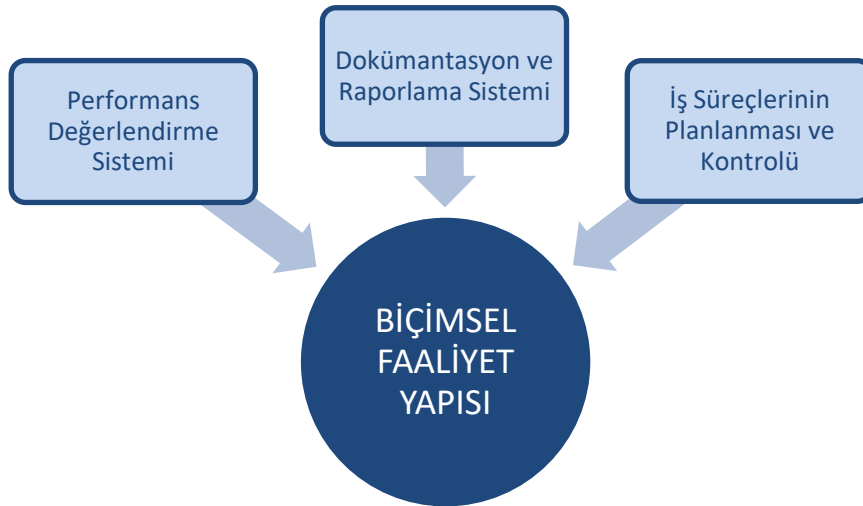 Performans
Değerlendirme
Sistemi
Dokümantasyon ve
Raporlama Sistemi
İş Süreçlerinin
Planlanması ve
Kontrolü
BİÇİMSEL
FAALİYET
YAPISI